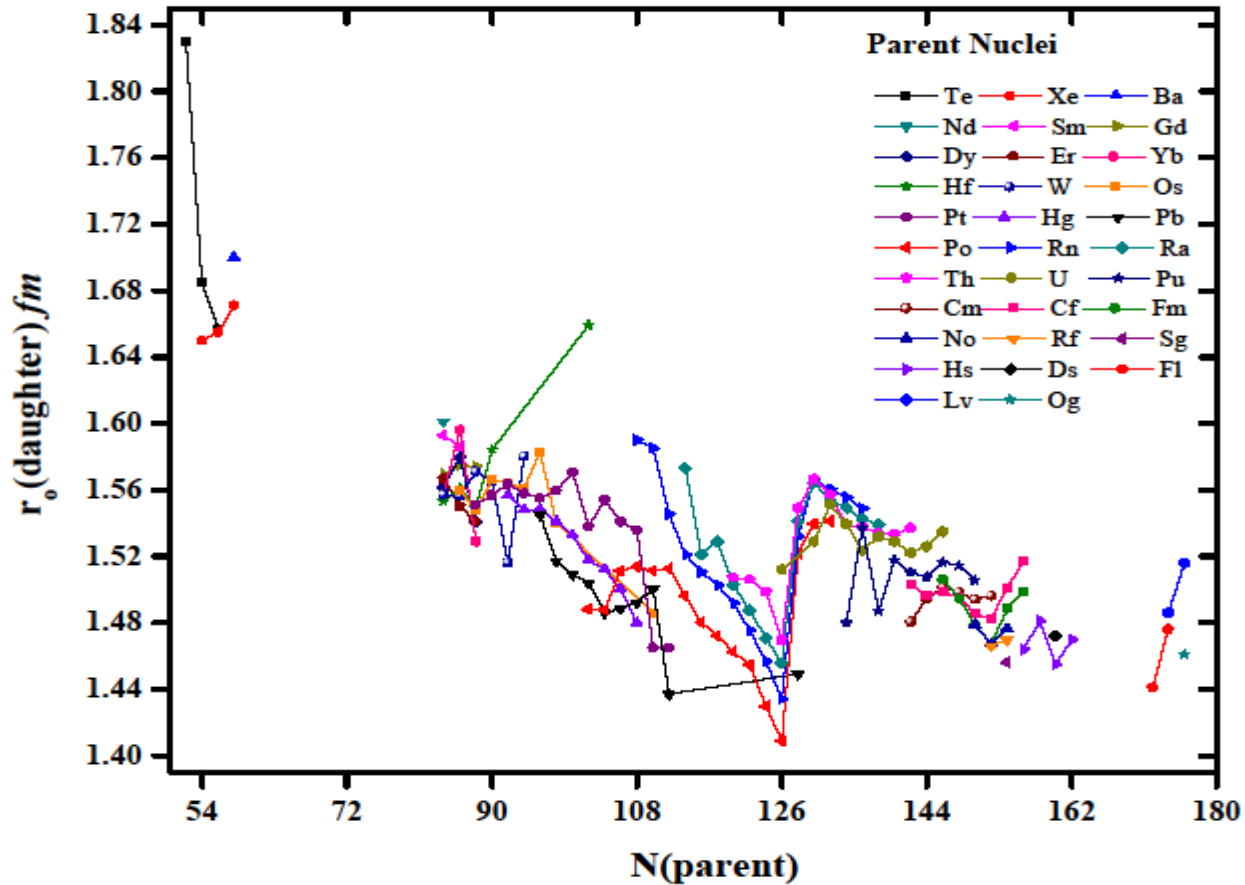 1.84
1.80
1.76
1.72
1.68
1.64
1.60
1.56
1.52
1.48
1.44
1.40
r_o(daughter) fm
Parent Nuclei
Te Xe Ba
Nd Sm Gd
Dy Er Yb
Hf W Os
Pt Hg Pb
Po Rn Ra
Th U Pu
Cm Cf Fm
No Rf Sg
Hs Ds Fl
Lv Og
54 72 90 108 126 144 162 180
N(parent)